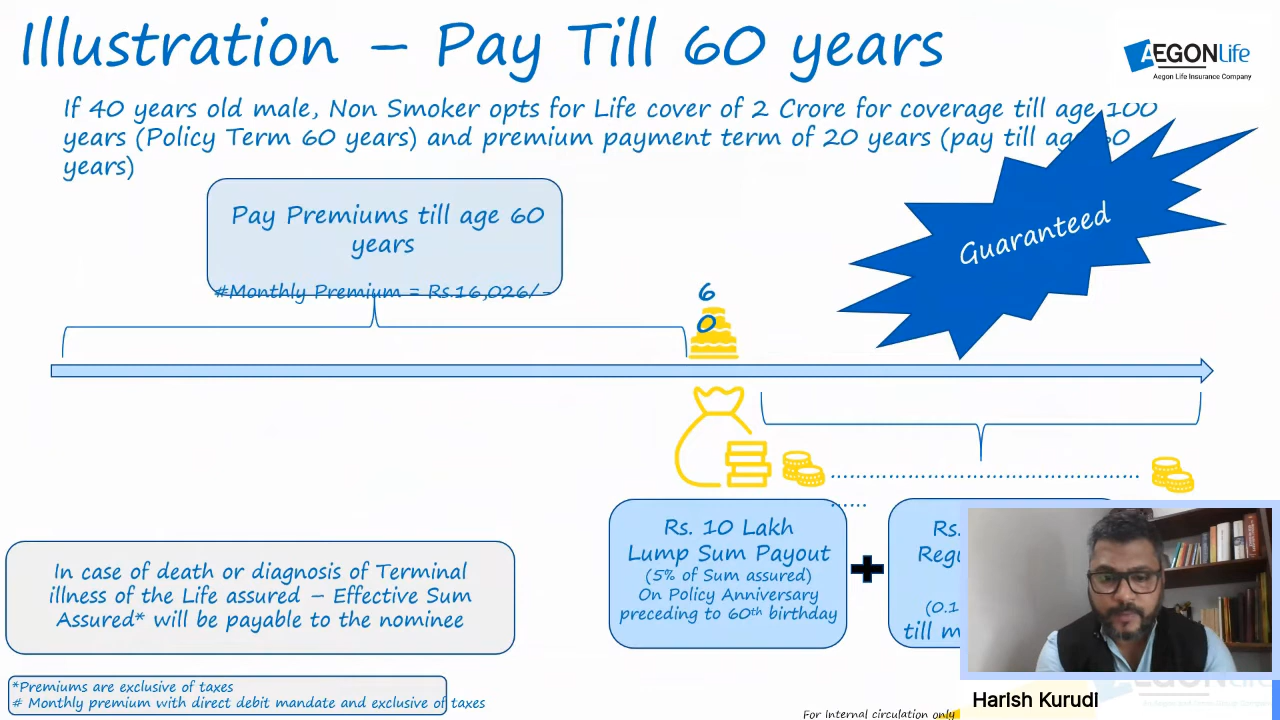 Illustration – Pay Till 60 years
AEGONLife
Aegon Life Insurance Company
If 40 years old male, Non Smoker opts for Life cover of 2 Crore for coverage till age 100
years (Policy Term 60 years) and premium payment term of 20 years (pay till age 60
years)
Pay Premiums till age 60
years
#Monthly Premium = Rs.16,026/-
Guaranteed
6
0
Rs. 10 Lakh
Lump Sum Payout
(5% of Sum assured)
On Policy Anniversary
preceding to 60th birthday
Rs.
Regu
(0.1
till m
In case of death or diagnosis of Terminal
illness of the Life assured – Effective Sum
Assured* will be payable to the nominee
*Premiums are exclusive of taxes
# Monthly premium with direct debit mandate and exclusive of taxes
For Internal circulation only
Harish Kurudi